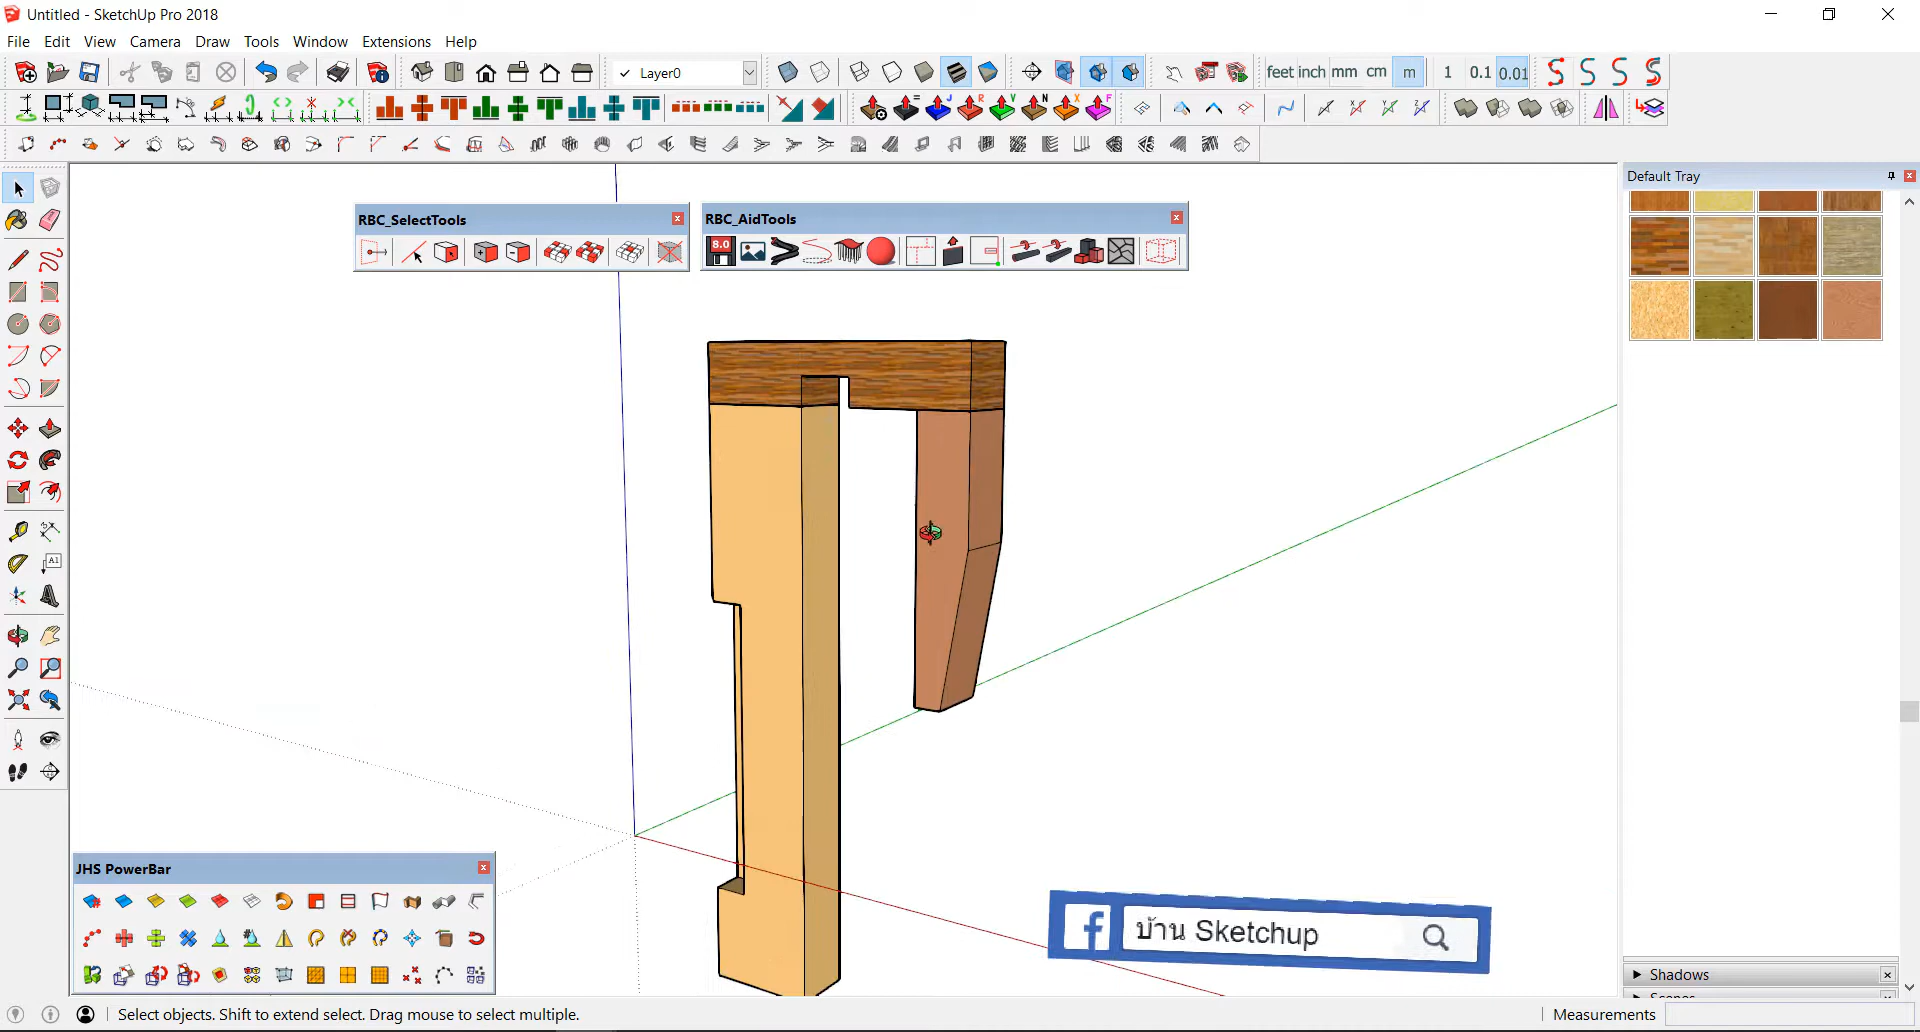 Untitled - SketchUp Pro 2018
File Edit View Camera Draw Tools Window Extensions Help
✓ Layer0
feet inch mm cm m 1 0.1 0.01
= J R V N X F
Default Tray
RBC_SelectTools
RBC_AidTools
8.0
A1
JHS PowerBar
f บ้าน Sketchup
Shadows
Select objects. Shift to extend select. Drag mouse to select multiple.
Measurements